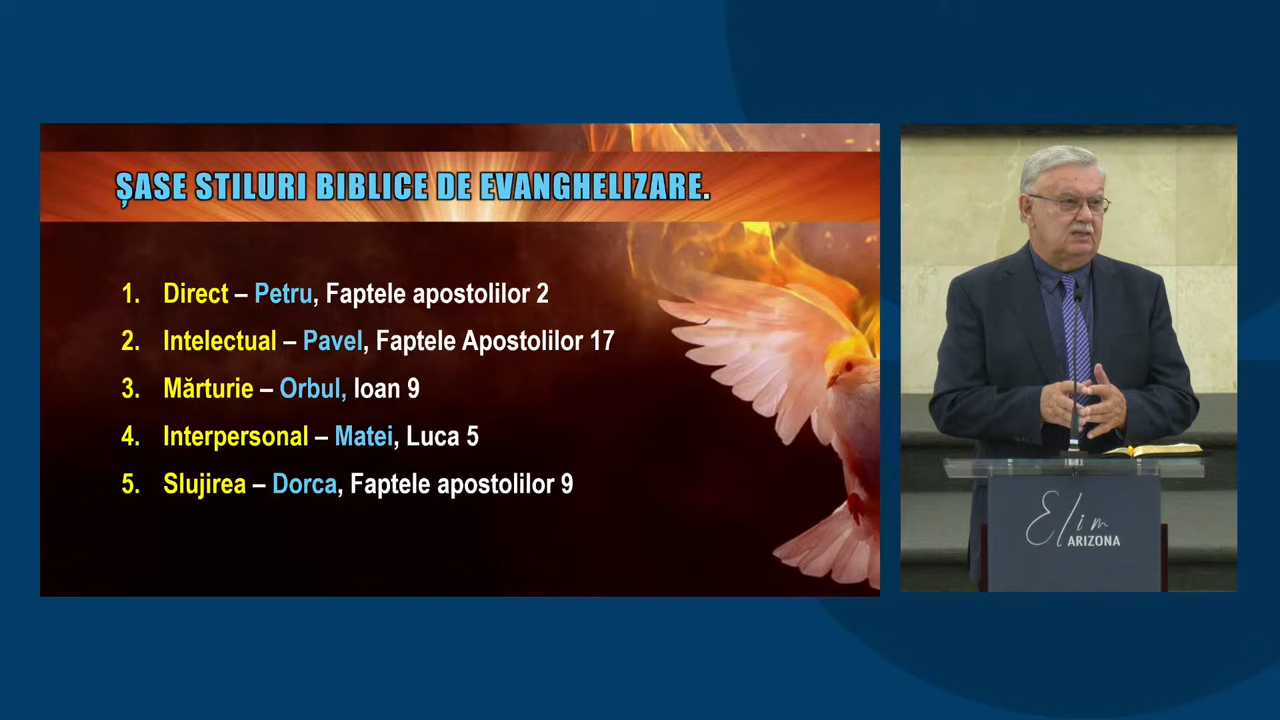 ȘASE STILURI BIBLICE DE EVANGHELIZARE.
1. Direct – Petru, Faptele apostolilor 2
2. Intelectual – Pavel, Faptele Apostolilor 17
3. Mărturie – Orbul, Ioan 9
4. Interpersonal – Matei, Luca 5
5. Slujirea – Dorca, Faptele apostolilor 9
Elim
ARIZONA